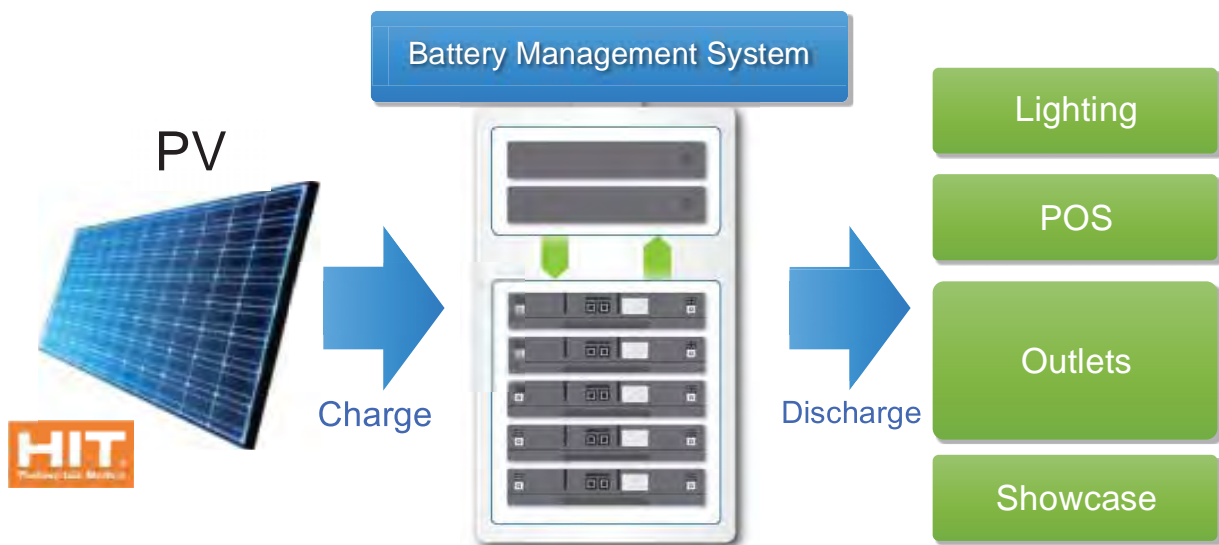 Battery Management System
PV
Charge
HIT
Discharge
Lighting
POS
Outlets
Showcase